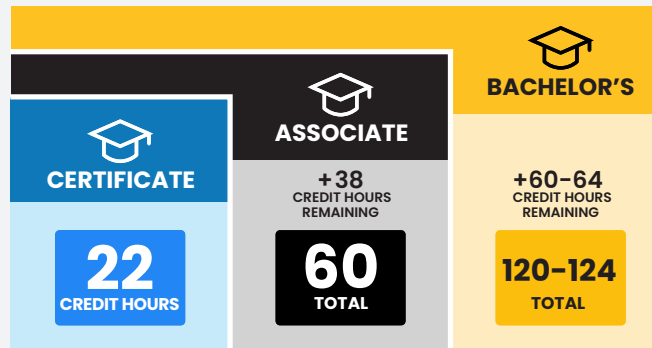 CERTIFICATE
22
CREDIT HOURS
ASSOCIATE
+38
CREDIT HOURS
REMAINING
60
TOTAL
BACHELOR’S
+60-64
CREDIT HOURS
REMAINING
120-124
TOTAL